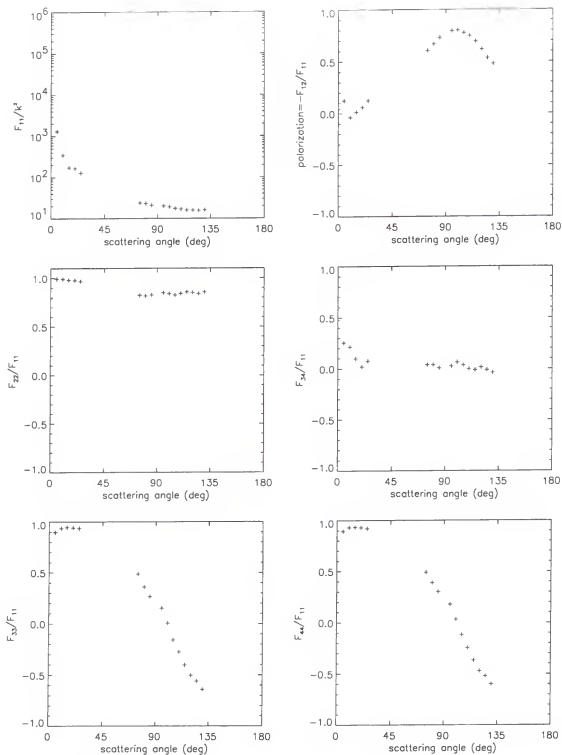 10⁶
10⁵
10⁴
10³
10²
10¹
F₁₁/k²
0 45 90 135 180
scattering angle (deg)
1.0
0.5
0.0
−0.5
−1.0
polarization=−F₁₂/F₁₁
0 45 90 135 180
scattering angle (deg)
1.0
0.5
0.0
−0.5
−1.0
F₂₂/F₁₁
0 45 90 135 180
scattering angle (deg)
1.0
0.5
0.0
−0.5
−1.0
F₃₄/F₁₁
0 45 90 135 180
scattering angle (deg)
1.0
0.5
0.0
−0.5
−1.0
F₃₃/F₁₁
0 45 90 135 180
scattering angle (deg)
1.0
0.5
0.0
−0.5
−1.0
F₄₄/F₁₁
0 45 90 135 180
scattering angle (deg)